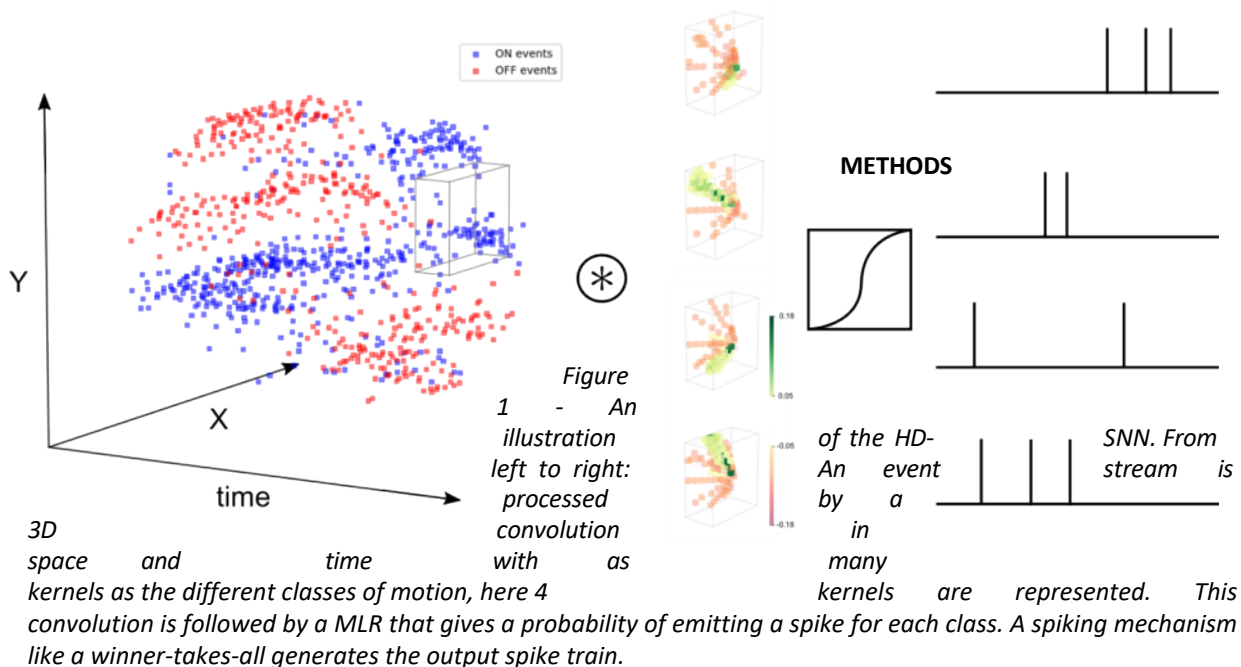 ON events
OFF events
METHODS
Y
X
time
0.18
0.05
-0.05
-0.18
Figure
1 - An
illustration of the HD- SNN. From
left to right: An event stream is
processed by a
3D convolution in
space and time with as many
kernels as the different classes of motion, here 4 kernels are represented. This
convolution is followed by a MLR that gives a probability of emitting a spike for each class. A spiking mechanism
like a winner-takes-all generates the output spike train.